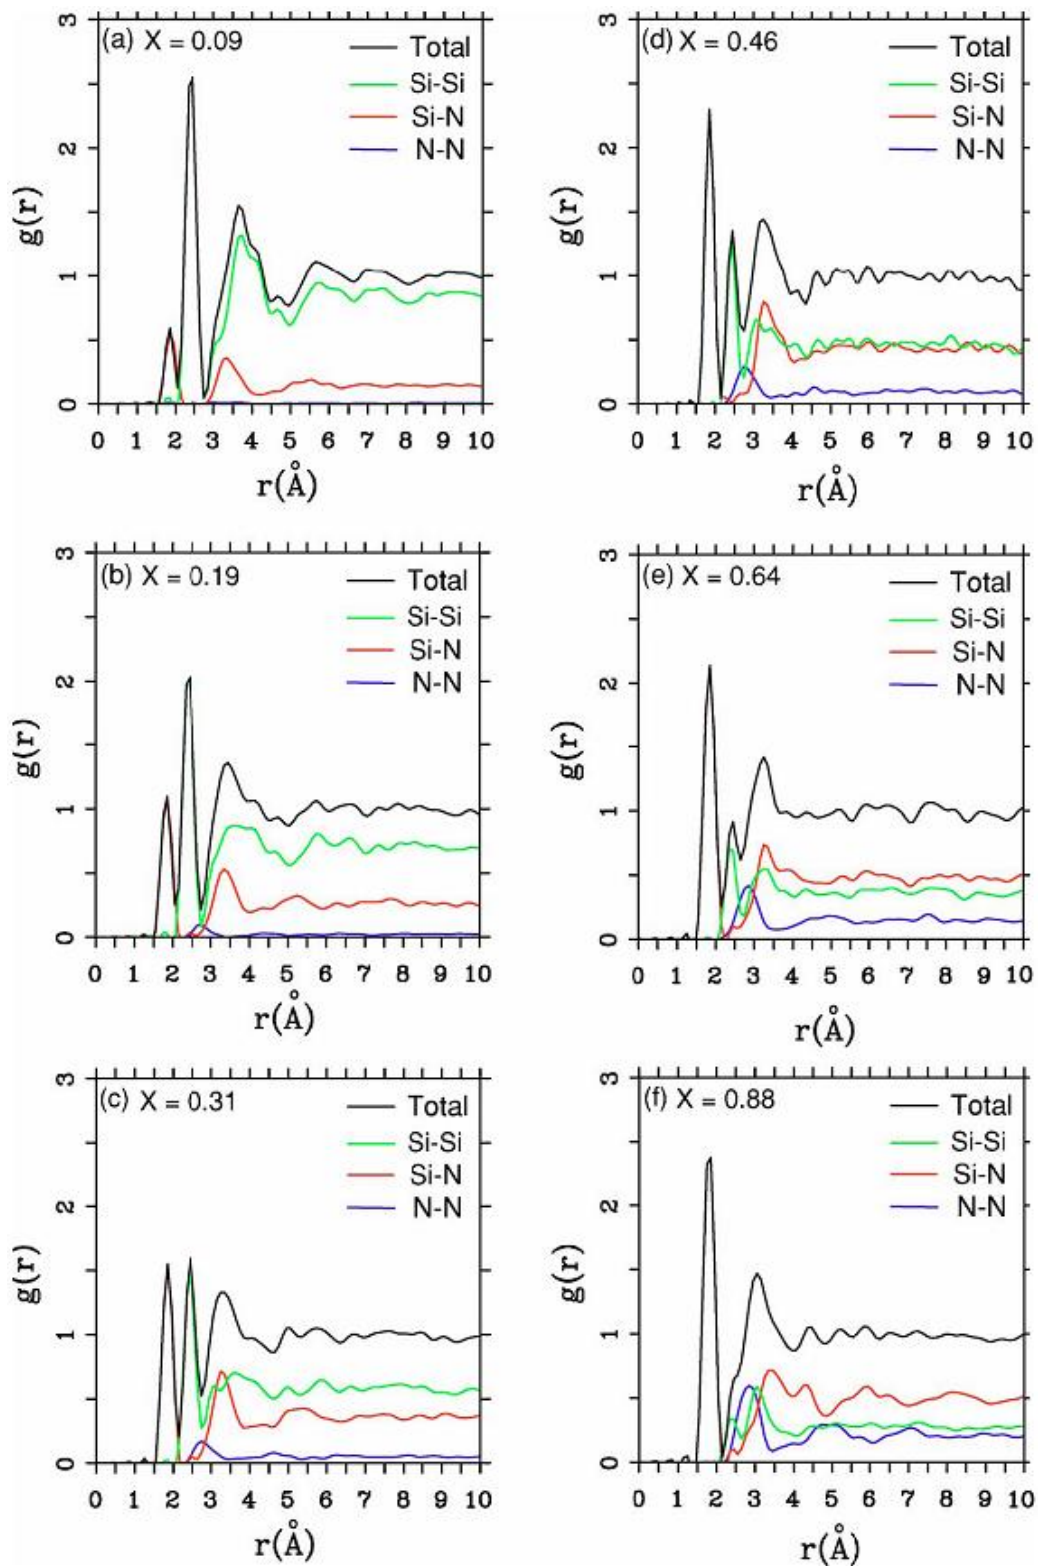 (a) X = 0.09
Total
Si-Si
Si-N
N-N
3
2
1
0
g(r)
0 1 2 3 4 5 6 7 8 9 10
r(Å)
(d) X = 0.46
Total
Si-Si
Si-N
N-N
3
2
1
0
g(r)
0 1 2 3 4 5 6 7 8 9 10
r(Å)
(b) X = 0.19
Total
Si-Si
Si-N
N-N
3
2
1
0
g(r)
0 1 2 3 4 5 6 7 8 9 10
r(Å)
(e) X = 0.64
Total
Si-Si
Si-N
N-N
3
2
1
0
g(r)
0 1 2 3 4 5 6 7 8 9 10
r(Å)
(c) X = 0.31
Total
Si-Si
Si-N
N-N
3
2
1
0
g(r)
0 1 2 3 4 5 6 7 8 9 10
r(Å)
(f) X = 0.88
Total
Si-Si
Si-N
N-N
3
2
1
0
g(r)
0 1 2 3 4 5 6 7 8 9 10
r(Å)